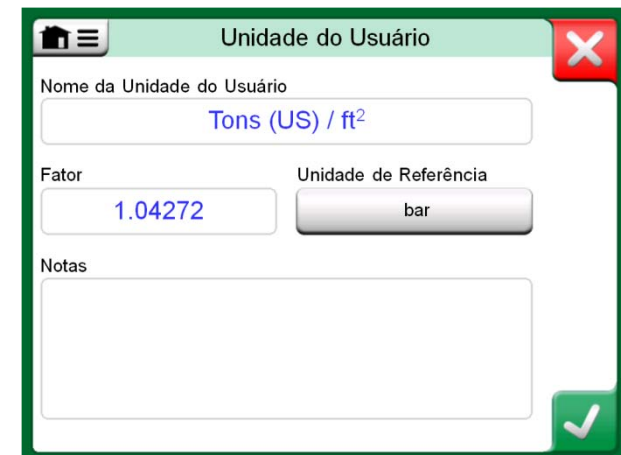 Unidade do Usuário
Nome da Unidade do Usuário
Tons (US) / ft²
Fator
Unidade de Referência
1.04272
bar
Notas